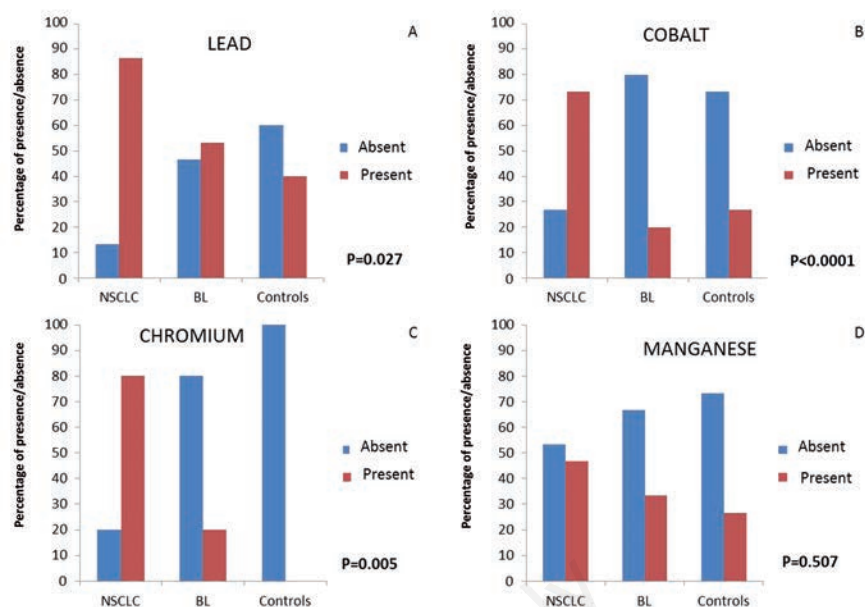 LEAD
A
Percentage of presence/absence
100
90
80
70
60
50
40
30
20
10
0
NSCLC BL Controls
Absent
Present
P=0.027
COBALT
B
Percentage of presence/absence
100
90
80
70
60
50
40
30
20
10
0
NSCLC BL Controls
Absent
Present
P<0.0001
CHROMIUM
C
Percentage of presence/absence
100
90
80
70
60
50
40
30
20
10
0
NSCLC BL Controls
Absent
Present
P=0.005
MANGANESE
D
Percentage of presence/absence
100
90
80
70
60
50
40
30
20
10
0
NSCLC BL Controls
Absent
Present
P=0.507